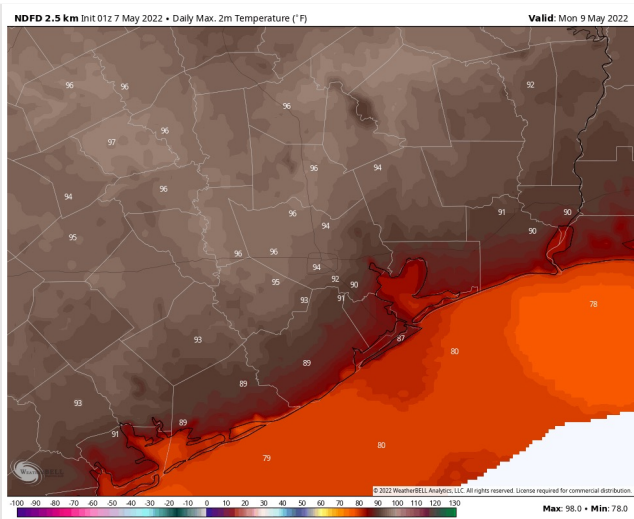 NDFD 2.5 km Init 01z 7 May 2022 • Daily Max. 2m Temperature (°F) Valid: Mon 9 May 2022
96 96 92
96
97 96
96 94
94 96
96 91 90
95 94 90
96 96
95 94 92 90
93 91
78
93 87
80
89
89
93
89
91
80
79
WeatherBELL
© 2022 WeatherBELL Analytics, LLC. All rights reserved. License required for commercial distribution.
-100 -90 -80 -70 -60 -50 -40 -30 -20 -10 0 10 20 30 40 50 60 70 80 90 100 110 120 130
Max: 98.0 • Min: 78.0